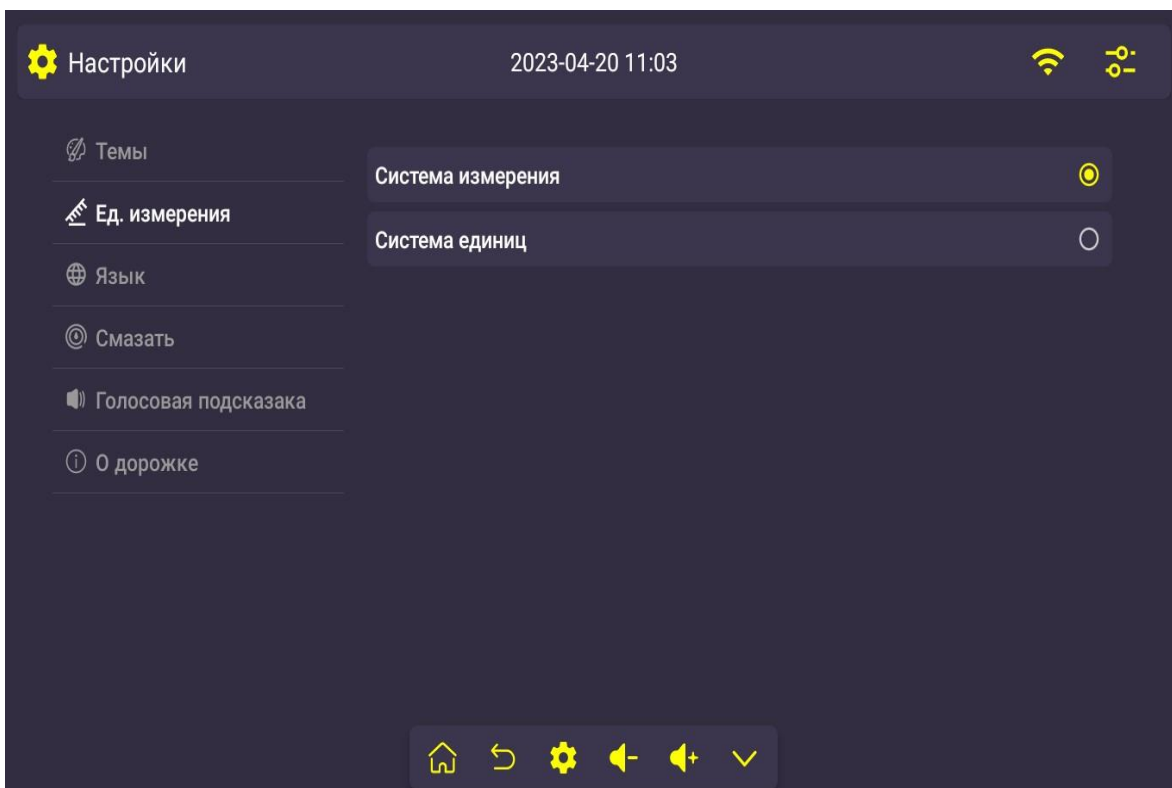 Настройки
2023-04-20 11:03
Темы
Ед. измерения
Язык
Смазать
Голосовая подсказака
О дорожке
Система измерения
Система единиц